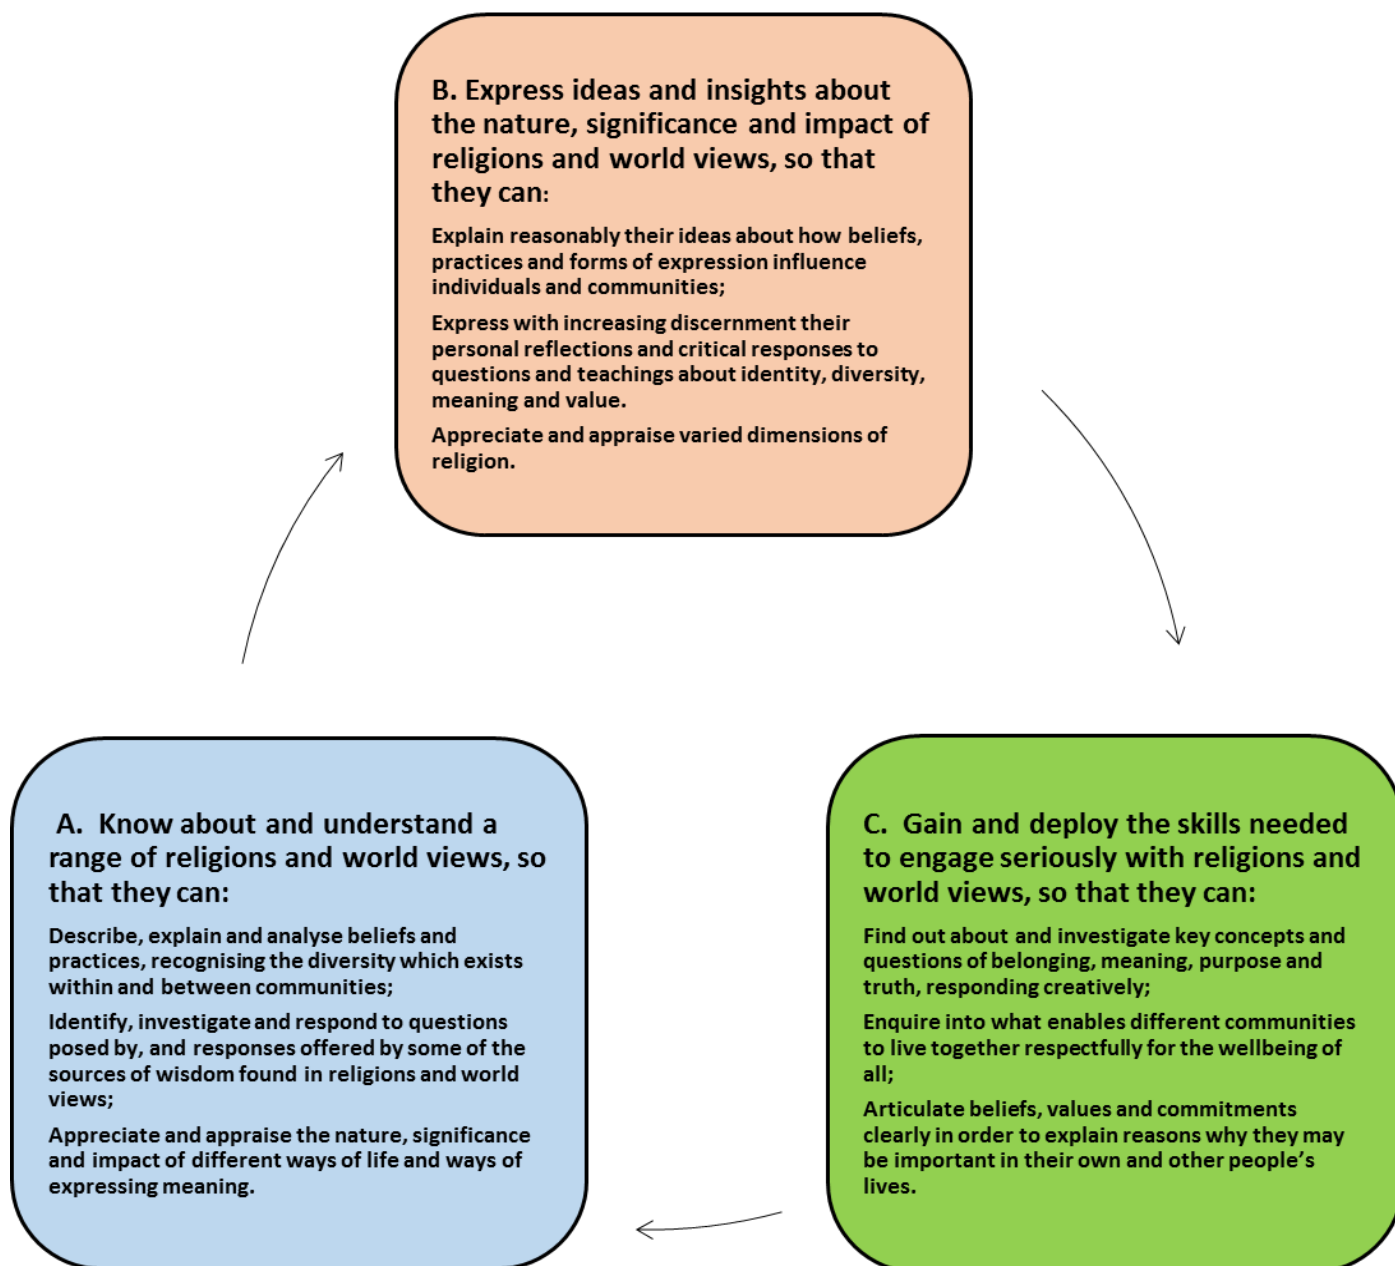 B. Express ideas and insights about
the nature, significance and impact of
religions and world views, so that
they can:
Explain reasonably their ideas about how beliefs,
practices and forms of expression influence
individuals and communities;
Express with increasing discernment their
personal reflections and critical responses to
questions and teachings about identity, diversity,
meaning and value.
Appreciate and appraise varied dimensions of
religion.
A. Know about and understand a
range of religions and world views, so
that they can:
Describe, explain and analyse beliefs and
practices, recognising the diversity which exists
within and between communities;
Identify, investigate and respond to questions
posed by, and responses offered by some of the
sources of wisdom found in religions and world
views;
Appreciate and appraise the nature, significance
and impact of different ways of life and ways of
expressing meaning.
C. Gain and deploy the skills needed
to engage seriously with religions and
world views, so that they can:
Find out about and investigate key concepts and
questions of belonging, meaning, purpose and
truth, responding creatively;
Enquire into what enables different communities
to live together respectfully for the wellbeing of
all;
Articulate beliefs, values and commitments
clearly in order to explain reasons why they may
be important in their own and other people's
lives.